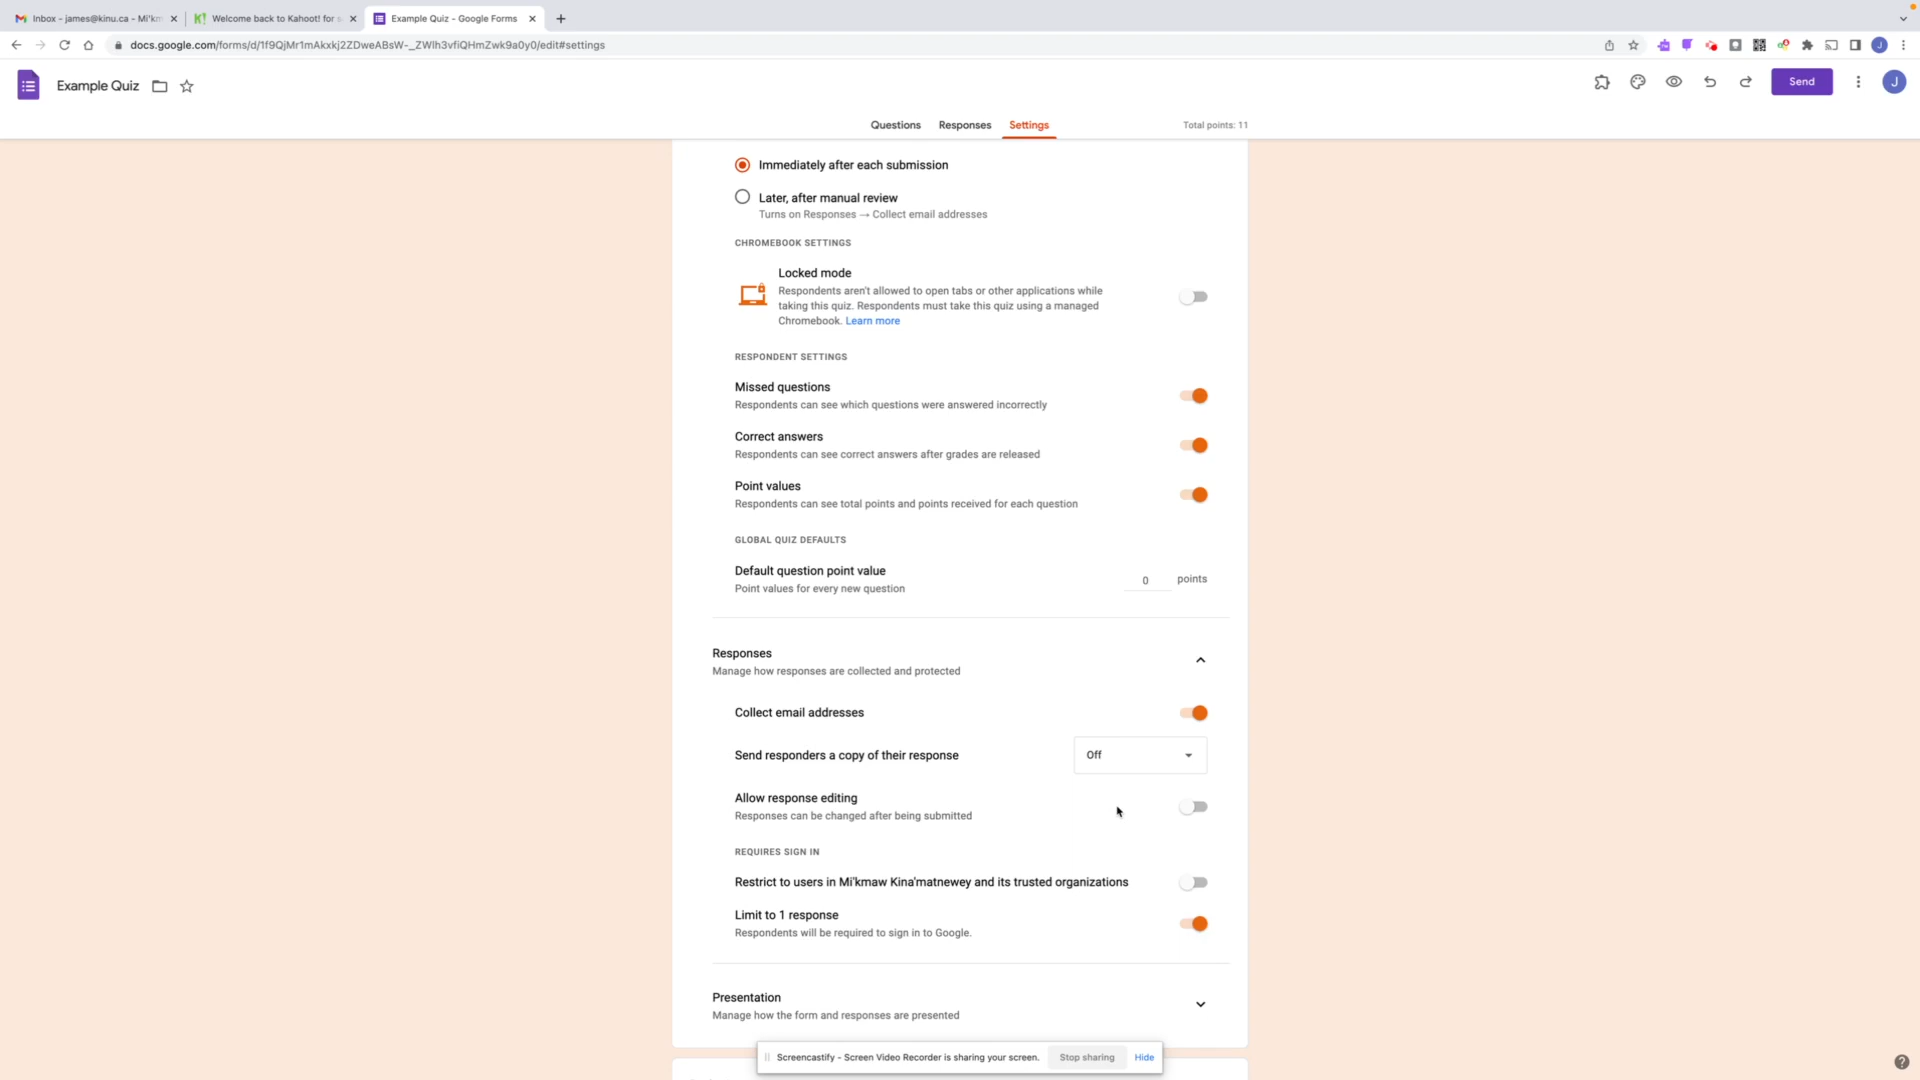 Inbox - james@kinu.ca - Mi'km
Welcome back to Kahoot! for s
Example Quiz - Google Forms
docs.google.com/forms/d/1f9QjMr1mAkxkj2ZDweABsW-_ZWlh3vfiQHmZwk9a0y0/edit#settings
J
Example Quiz
Send
J
Questions
Responses
Settings
Total points: 11
Immediately after each submission
Later, after manual review
Turns on Responses → Collect email addresses
CHROMEBOOK SETTINGS
Locked mode
Respondents aren't allowed to open tabs or other applications while
taking this quiz. Respondents must take this quiz using a managed
Chromebook. Learn more
RESPONDENT SETTINGS
Missed questions
Respondents can see which questions were answered incorrectly
Correct answers
Respondents can see correct answers after grades are released
Point values
Respondents can see total points and points received for each question
GLOBAL QUIZ DEFAULTS
Default question point value
Point values for every new question
0 points
Responses
Manage how responses are collected and protected
Collect email addresses
Send responders a copy of their response
Off
Allow response editing
Responses can be changed after being submitted
REQUIRES SIGN IN
Restrict to users in Mi'kmaw Kina'matnewey and its trusted organizations
Limit to 1 response
Respondents will be required to sign in to Google.
Presentation
Manage how the form and responses are presented
Screencastify - Screen Video Recorder is sharing your screen. Stop sharing Hide